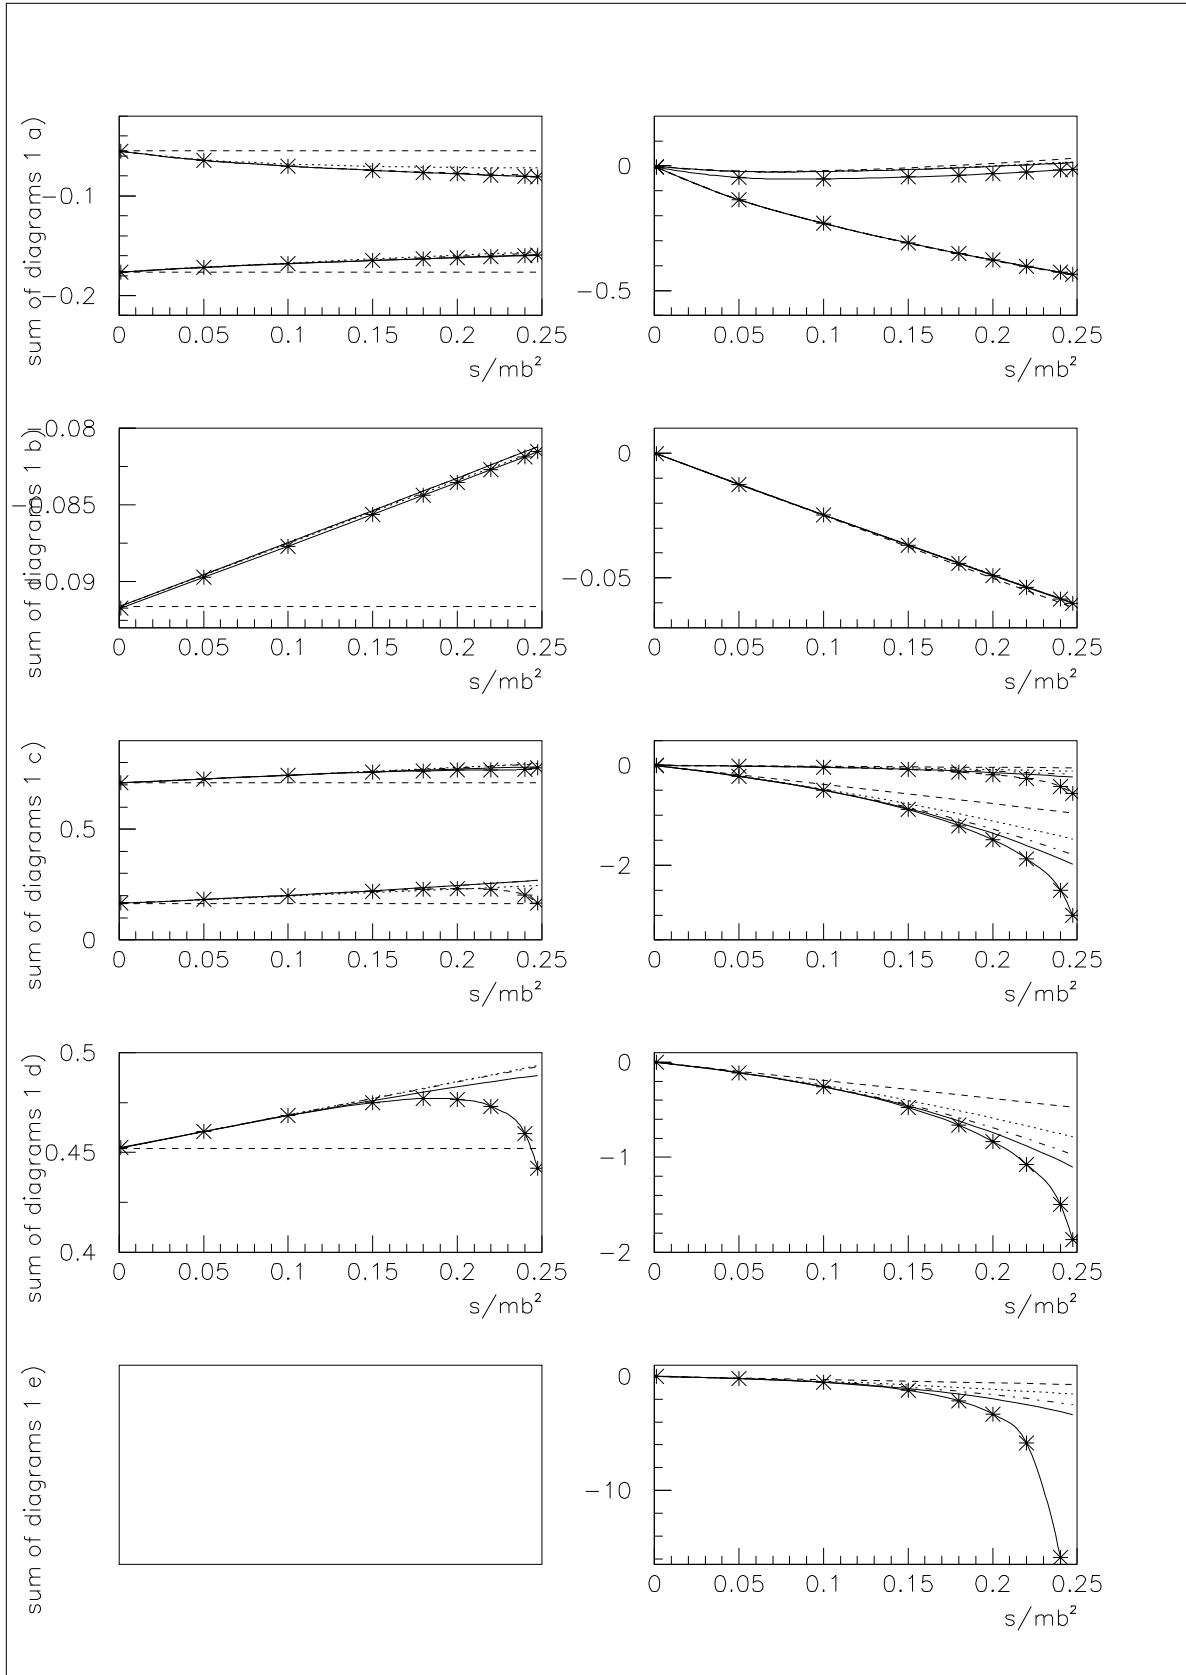 sum of diagrams 1 a)
−0.1
−0.2
0 0.05 0.1 0.15 0.2 0.25
s/mb²
0
−0.5
0 0.05 0.1 0.15 0.2 0.25
s/mb²
sum of diagrams 1 b)
−0.08
−0.085
−0.09
0 0.05 0.1 0.15 0.2 0.25
s/mb²
0
−0.05
0 0.05 0.1 0.15 0.2 0.25
s/mb²
sum of diagrams 1 c)
0.5
0
0 0.05 0.1 0.15 0.2 0.25
s/mb²
0
−2
0 0.05 0.1 0.15 0.2 0.25
s/mb²
sum of diagrams 1 d)
0.5
0.45
0.4
0 0.05 0.1 0.15 0.2 0.25
s/mb²
0
−1
−2
0 0.05 0.1 0.15 0.2 0.25
s/mb²
sum of diagrams 1 e)
0
−10
0 0.05 0.1 0.15 0.2 0.25
s/mb²